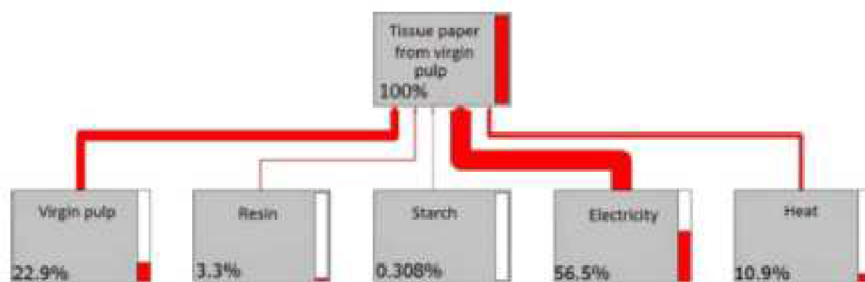 Tissue paper
from virgin
pulp
100%
Virgin pulp
22.9%
Resin
3.3%
Starch
0.308%
Electricity
56.5%
Heat
10.9%